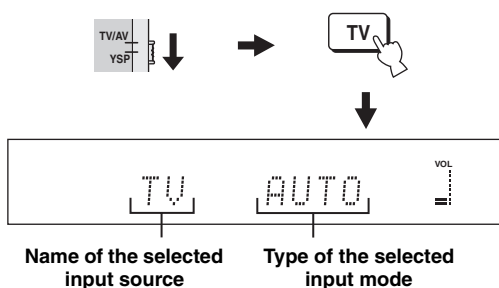 TV/AV
YSP
TV
VOL
TV AUTO
Name of the selected
input source
Type of the selected
input mode